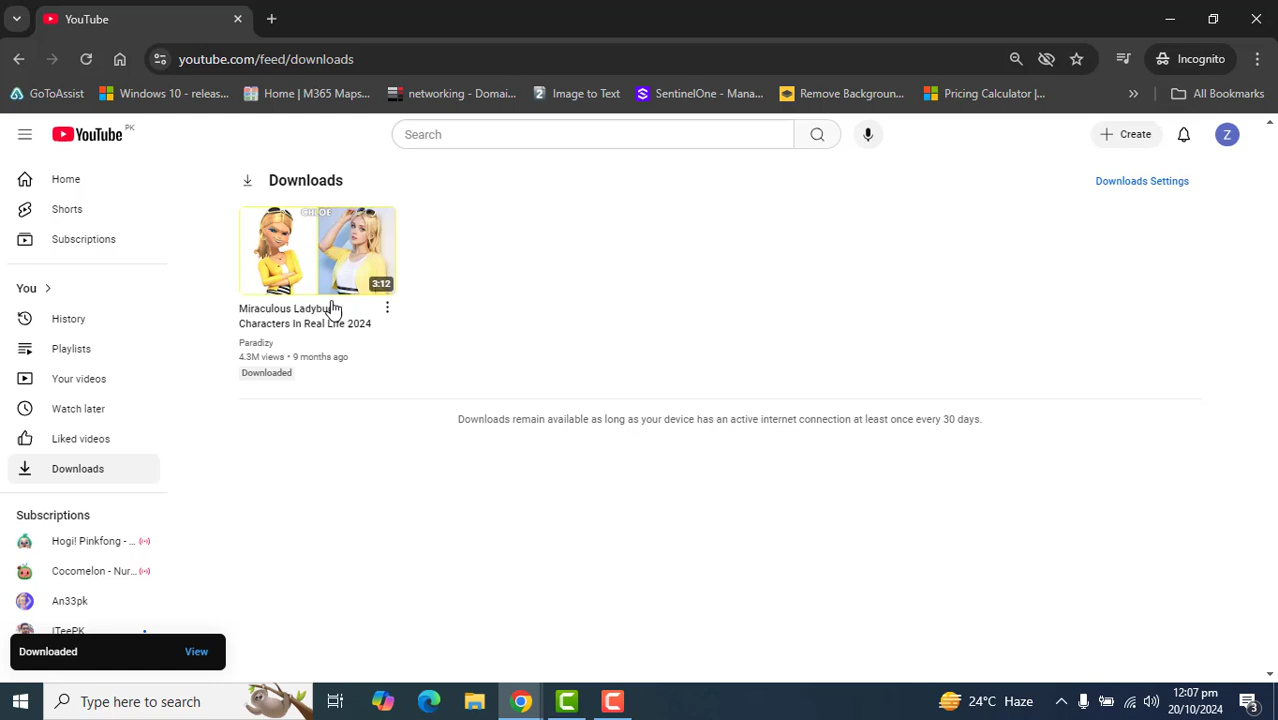 YouTube
youtube.com/feed/downloads
Incognito
GoToAssist
Windows 10 - releas...
Home | M365 Maps...
networking - Domai...
Image to Text
SentinelOne - Mana...
Remove Background...
Pricing Calculator |...
»
All Bookmarks
YouTube PK
Search
Create
Z
Home
Shorts
Subscriptions
You
History
Playlists
Your videos
Watch later
Liked videos
Downloads
Subscriptions
Hogi! Pinkfong - ...
Cocomelon - Nur...
An33pk
ITeePK
Downloaded
View
Downloads
Downloads Settings
CHLOE
3:12
Miraculous
Characters In Real Life 2024
Paradizy
4.3M views • 9 months ago
Downloaded
Downloads remain available as long as your device has an active internet connection at least once every 30 days.
Type here to search
24°C Haze
12:07 pm
20/10/2024
3